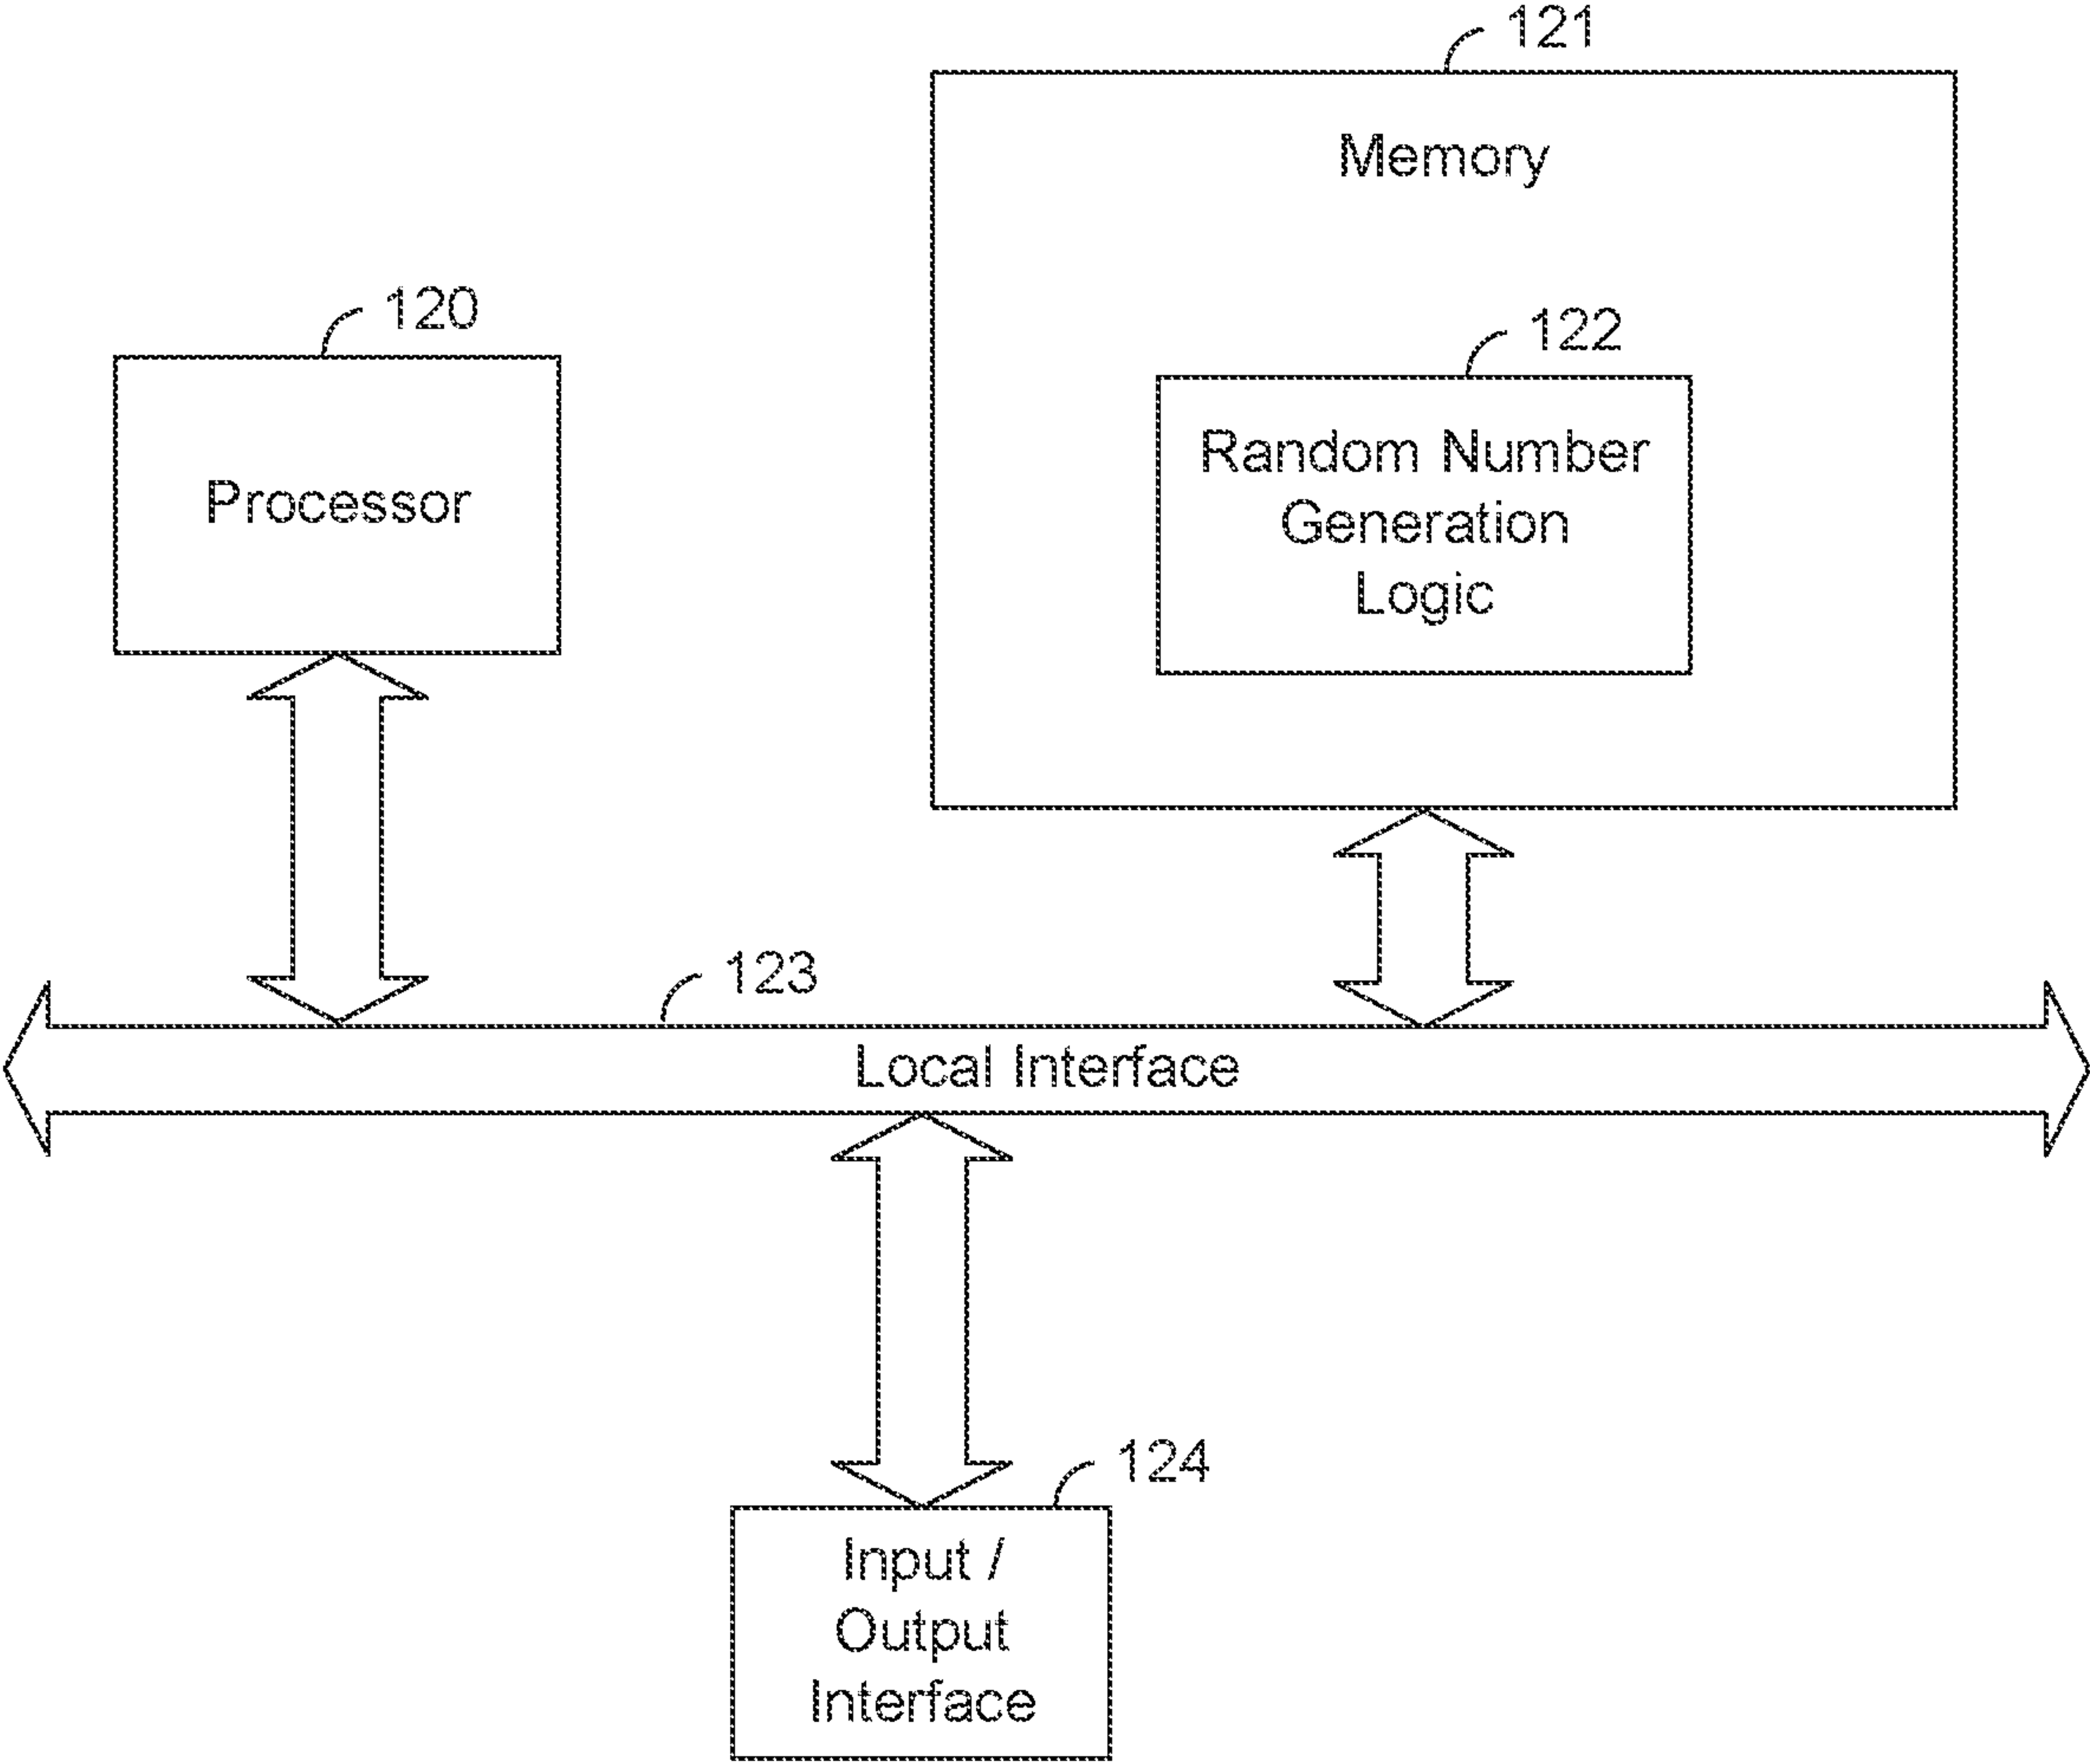 121
Memory
120
Processor
122
Random Number
Generation
Logic
123
Local Interface
124
Input /
Output
Interface